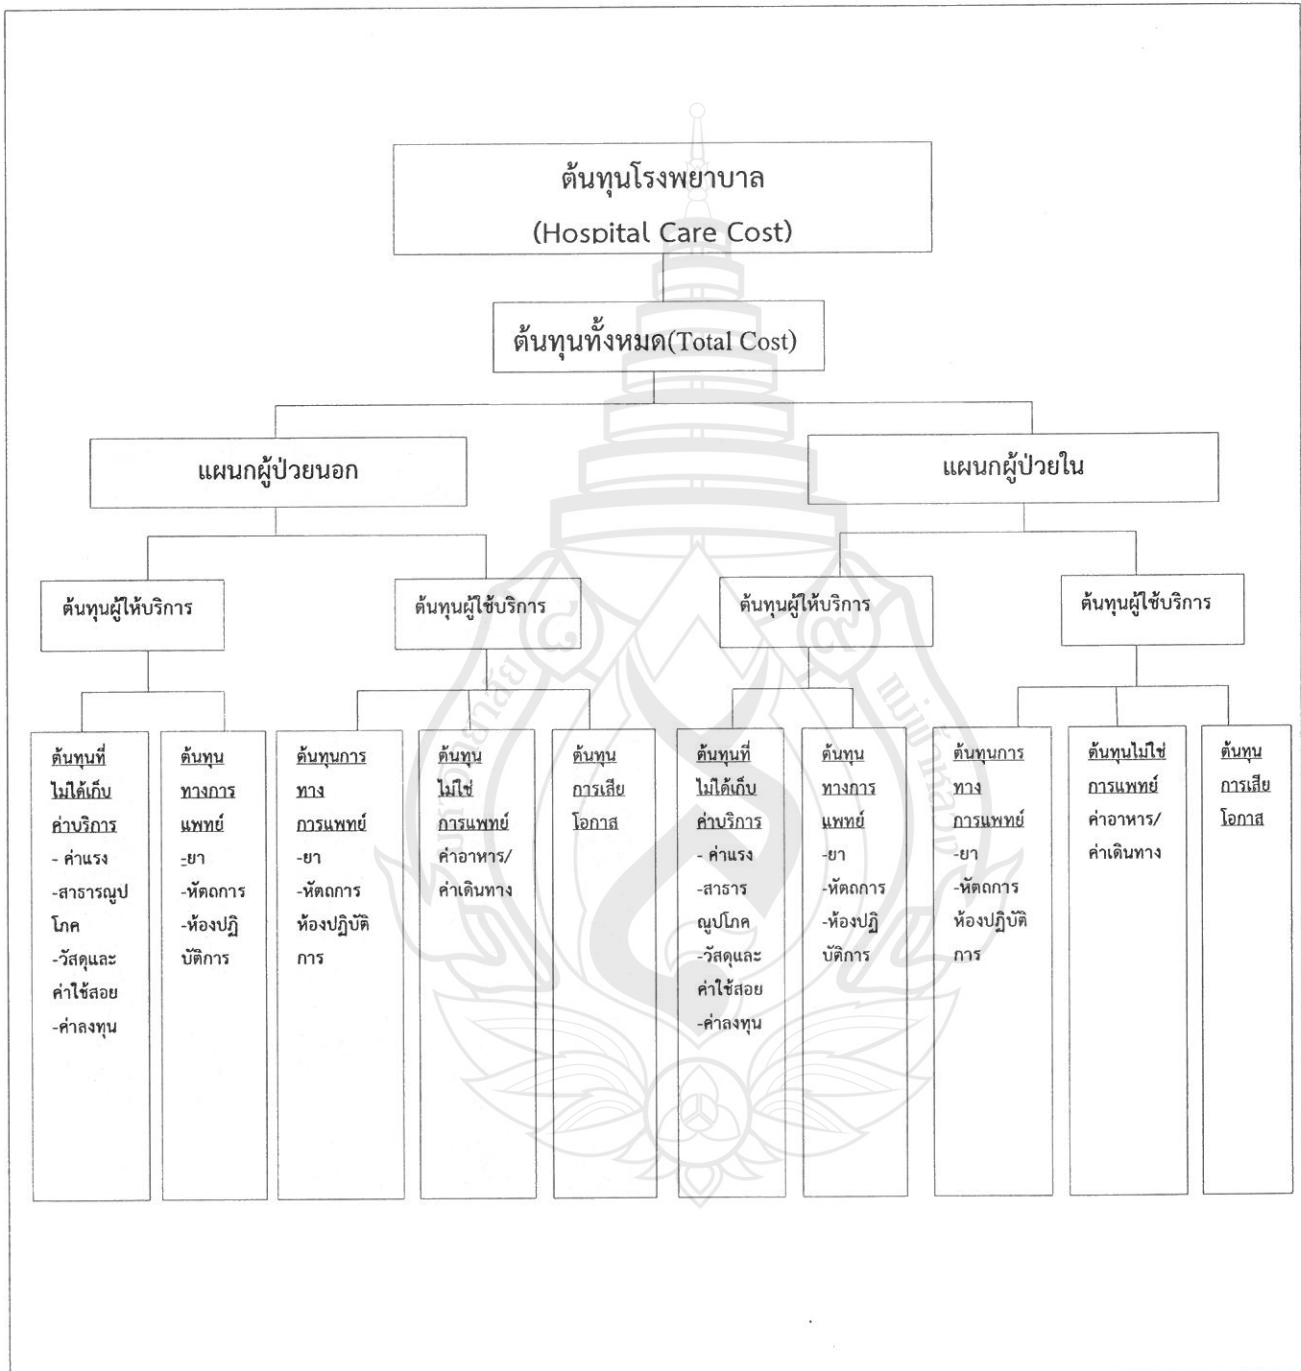 ต้นทุนโรงพยาบาล
(Hospital Care Cost)
ต้นทุนทั้งหมด(Total Cost)
แผนกผู้ป่วยนอก
แผนกผู้ป่วยใน
ต้นทุนผู้ให้บริการ
ต้นทุนผู้ใช้บริการ
ต้นทุนผู้ให้บริการ
ต้นทุนผู้ใช้บริการ
ต้นทุนที่
ไม่ได้เก็บ
ค่าบริการ
- ค่าแรง
-สาธารณูป
โภค
-วัสดุและ
ค่าใช้สอย
-ค่าลงทุน
ต้นทุน
ทางการ
แพทย์
-ยา
-หัตถการ
-ห้องปฏิ
บัติการ
ต้นทุนการ
ทาง
การแพทย์
-ยา
-หัตถการ
ห้องปฏิบัติ
การ
ต้นทุน
ไม่ใช่
การแพทย์
ค่าอาหาร/
ค่าเดินทาง
ต้นทุน
การเสีย
โอกาส
ต้นทุนที่
ไม่ได้เก็บ
ค่าบริการ
- ค่าแรง
-สาธาร
ณูปโภค
-วัสดุและ
ค่าใช้สอย
-ค่าลงทุน
ต้นทุน
ทางการ
แพทย์
-ยา
-หัตถการ
-ห้องปฏิ
บัติการ
ต้นทุนการ
ทาง
การแพทย์
-ยา
-หัตถการ
ห้องปฏิบัติ
การ
ต้นทุนไม่ใช่
การแพทย์
ค่าอาหาร/
ค่าเดินทาง
ต้นทุน
การเสีย
โอกาส
มหาวิทยาลัย
แม่ฟ้าหลวง